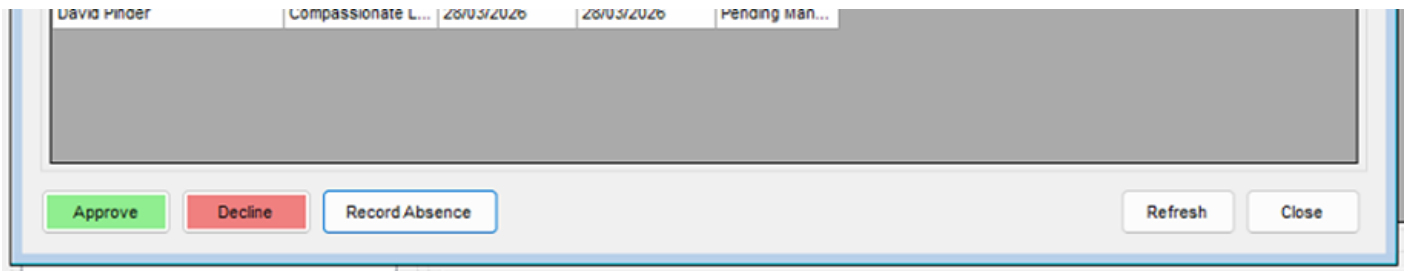 David Pinder Compassionate L... 28/03/2026 28/03/2026 Pending Man...
Approve Decline Record Absence Refresh Close